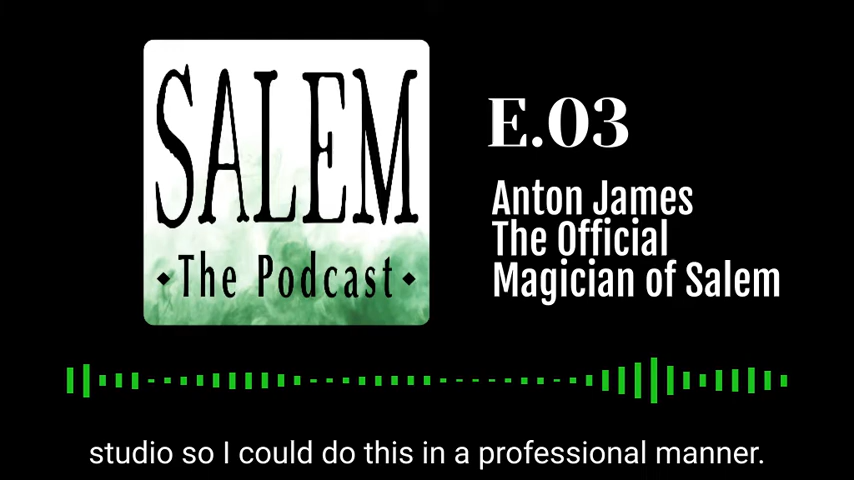 SALEM
The Podcast
E.03
Anton James
The Official
Magician of Salem
studio so I could do this in a professional manner.